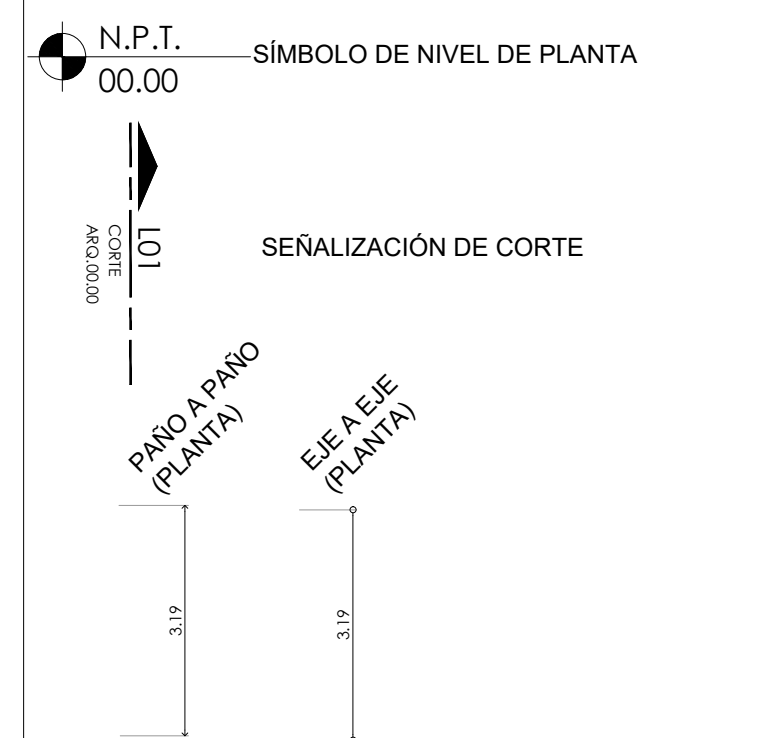 N.P.T.
00.00
SÍMBOLO DE NIVEL DE PLANTA
L01
CORTE
ARQ.00.00
SEÑALIZACIÓN DE CORTE
PAÑO A PAÑO
(PLANTA)
EJE A EJE
(PLANTA)
3.19
3.19